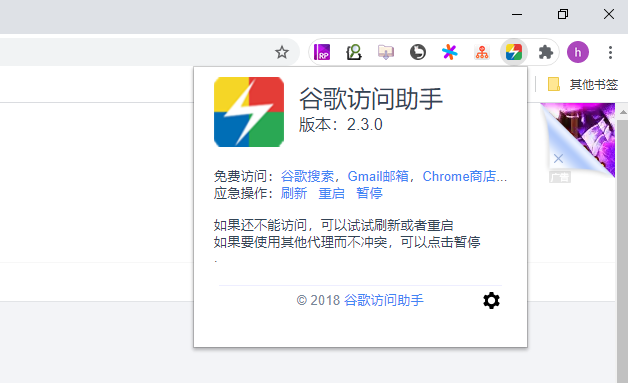 RP
h
其他书签
谷歌访问助手
版本：2.3.0
广告
免费访问：谷歌搜索，Gmail邮箱，Chrome商店...
应急操作：刷新 重启 暂停
如果还不能访问，可以试试刷新或者重启
如果要使用其他代理而不冲突，可以点击暂停
.
© 2018 谷歌访问助手